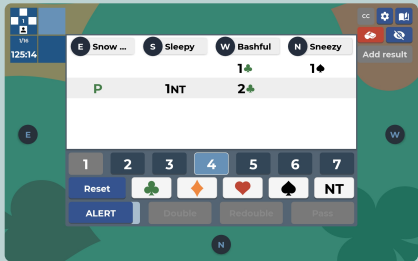 1
1/16
125:14
CC
Add result
E Snow ... S Sleepy W Bashful N Sneezy
1♣ 1♠
P 1NT 2♣
E
W
1 2 3 4 5 6 7
Reset ♣ ♦ ♥ ♠ NT
ALERT Double Redouble Pass
N